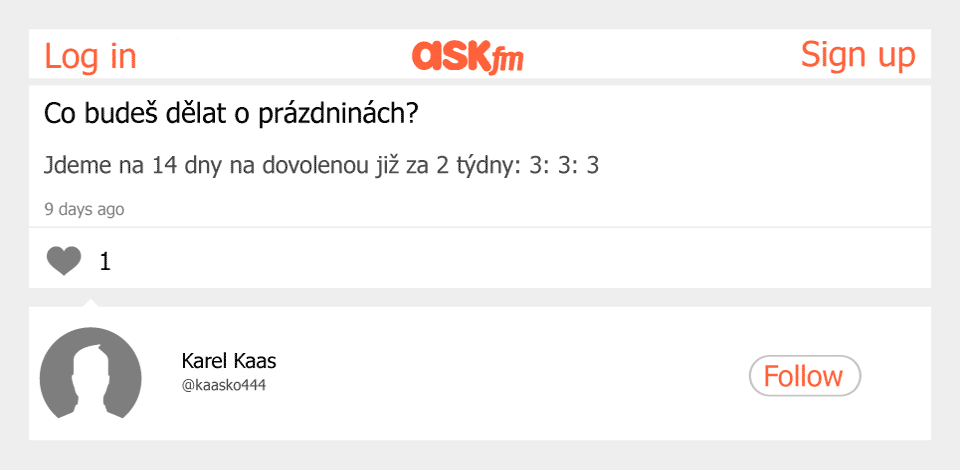 Log in
ASKfm
Sign up
Co budeš dělat o prázdninách?
Jdeme na 14 dny na dovolenou již za 2 týdny: 3: 3: 3
9 days ago
1
Karel Kaas
@kaasko444
Follow